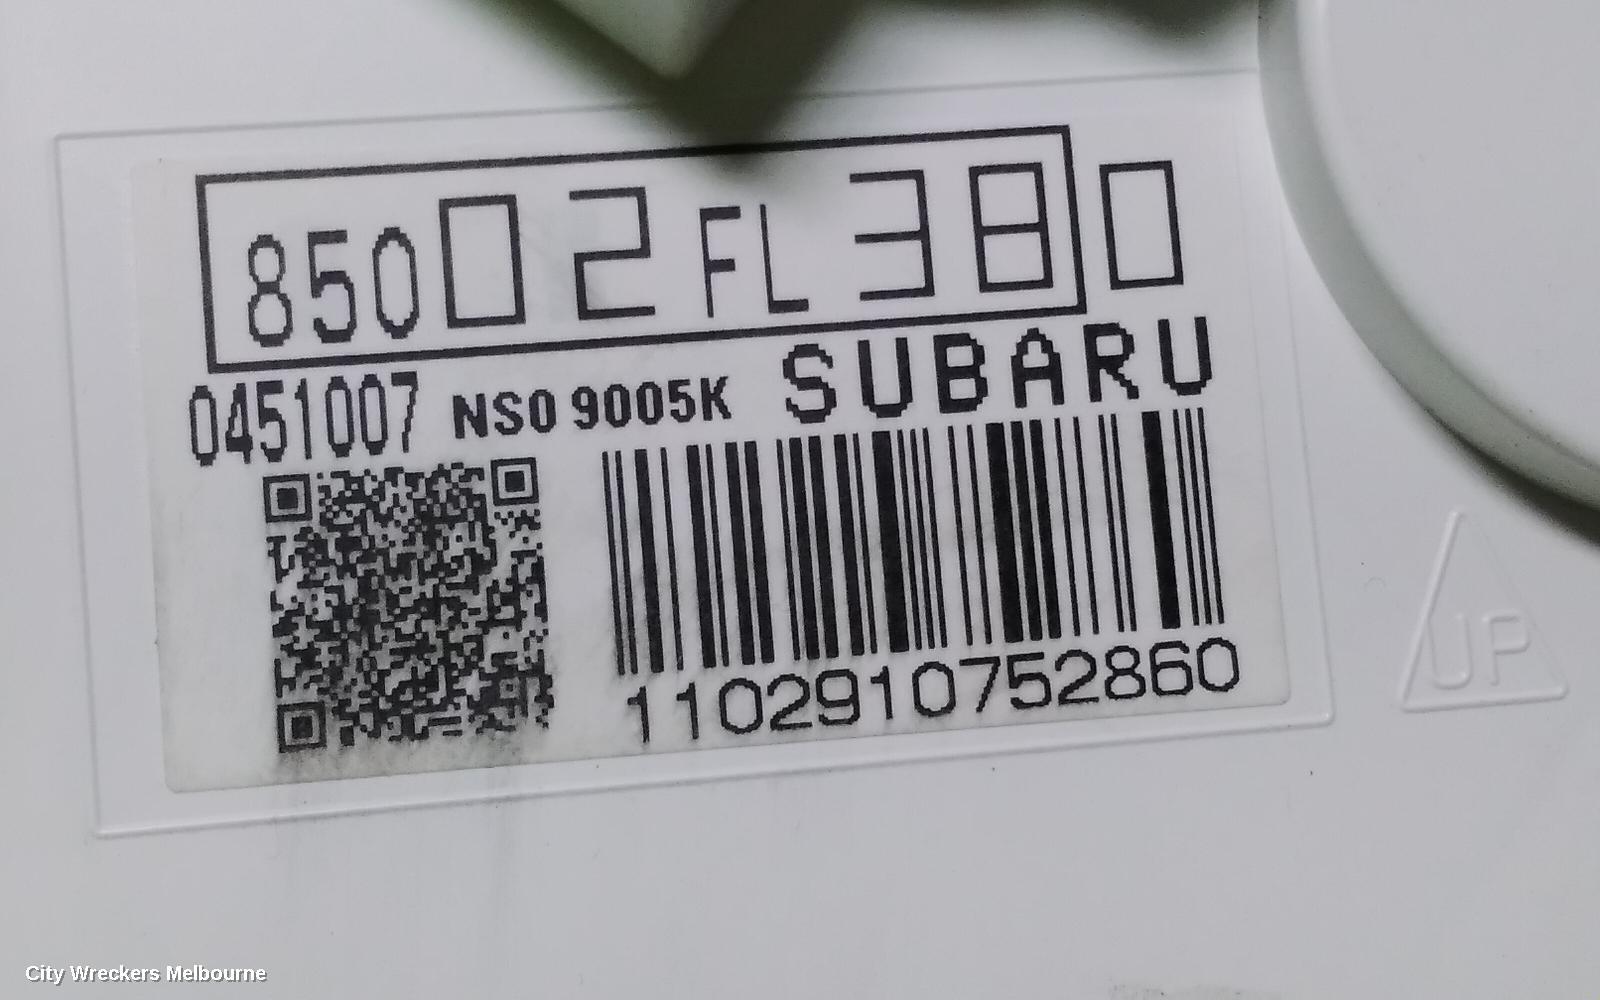 85002FL380
0451007 NS0 9005K SUBARU
1102910752860
UP
City Wreckers Melbourne